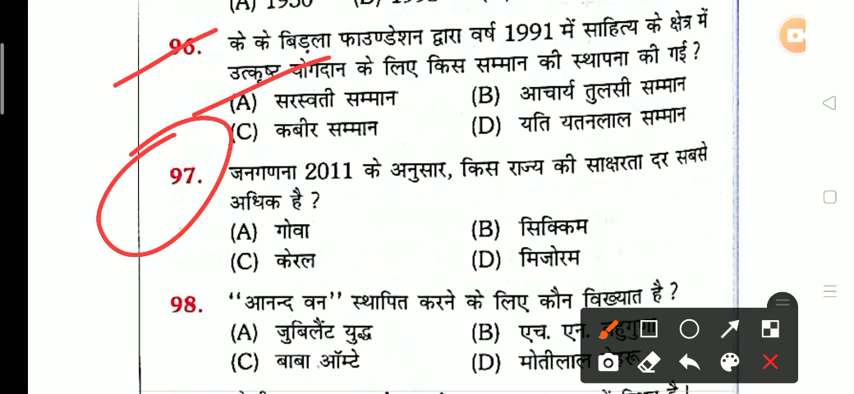 (A) 1950
96. के के बिड़ला फाउण्डेशन द्वारा वर्ष 1991 में साहित्य के क्षेत्र में
उत्कृष्ट योगदान के लिए किस सम्मान की स्थापना की गई ?
(A) सरस्वती सम्मान (B) आचार्य तुलसी सम्मान
(C) कबीर सम्मान (D) यति यतनलाल सम्मान
97. जनगणना 2011 के अनुसार, किस राज्य की साक्षरता दर सबसे
अधिक है ?
(A) गोवा (B) सिक्किम
(C) केरल (D) मिजोरम
98. ‘‘आनन्द वन’’ स्थापित करने के लिए कौन विख्यात है ?
(A) जुबिलैंट युद्ध (B) एच. एन.
(C) बाबा ऑम्टे (D) मोतीलाल